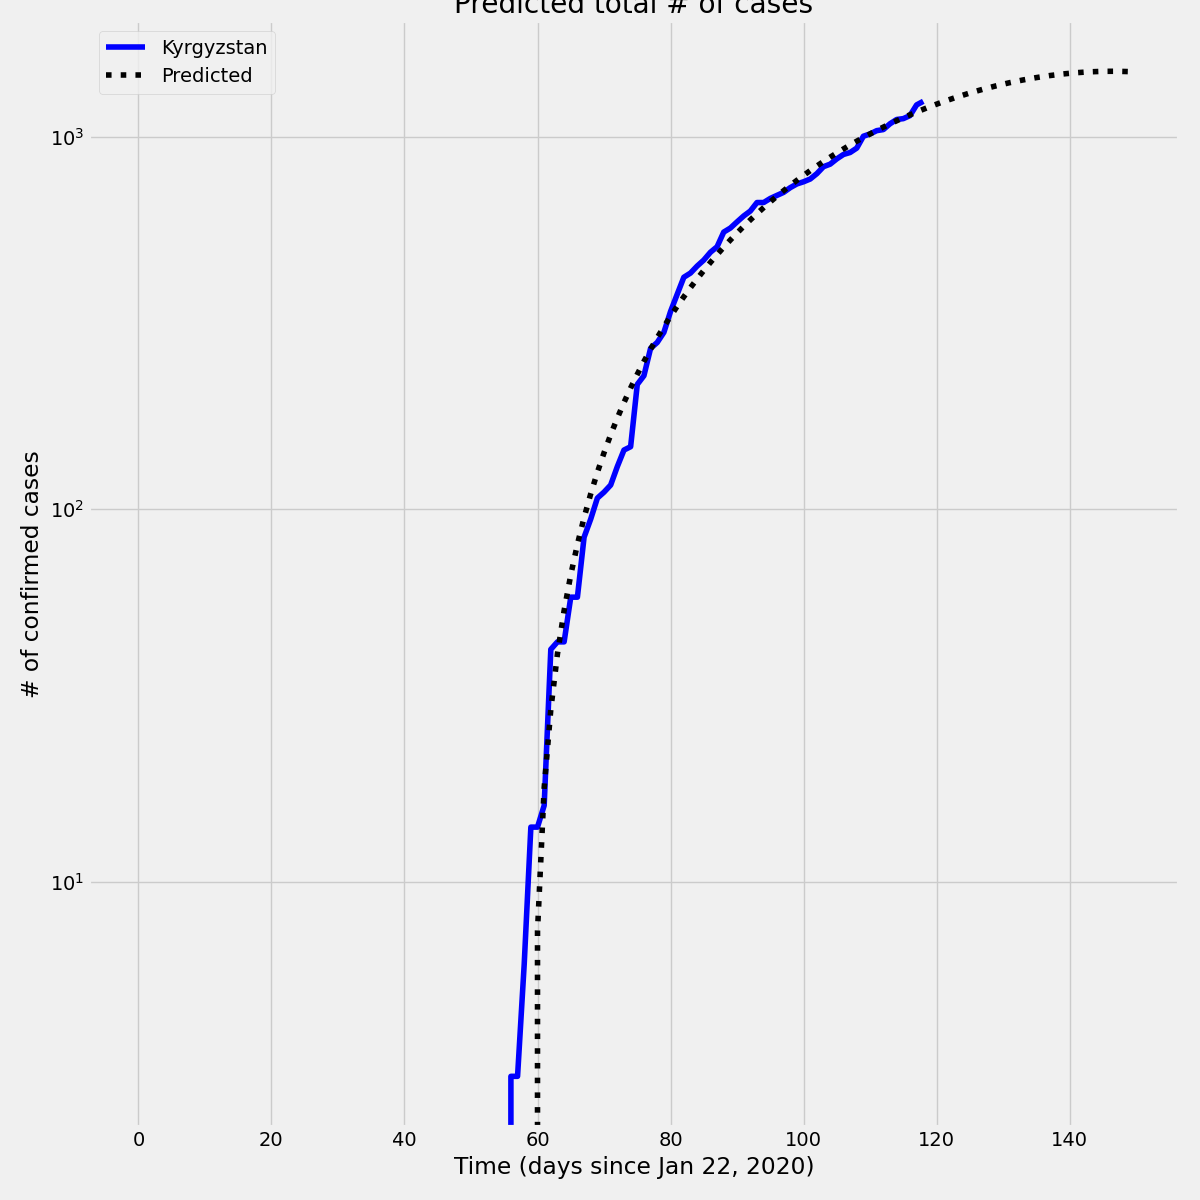 Predicted total # of cases
Kyrgyzstan
Predicted
10³
10²
10¹
# of confirmed cases
0 20 40 60 80 100 120 140
Time (days since Jan 22, 2020)